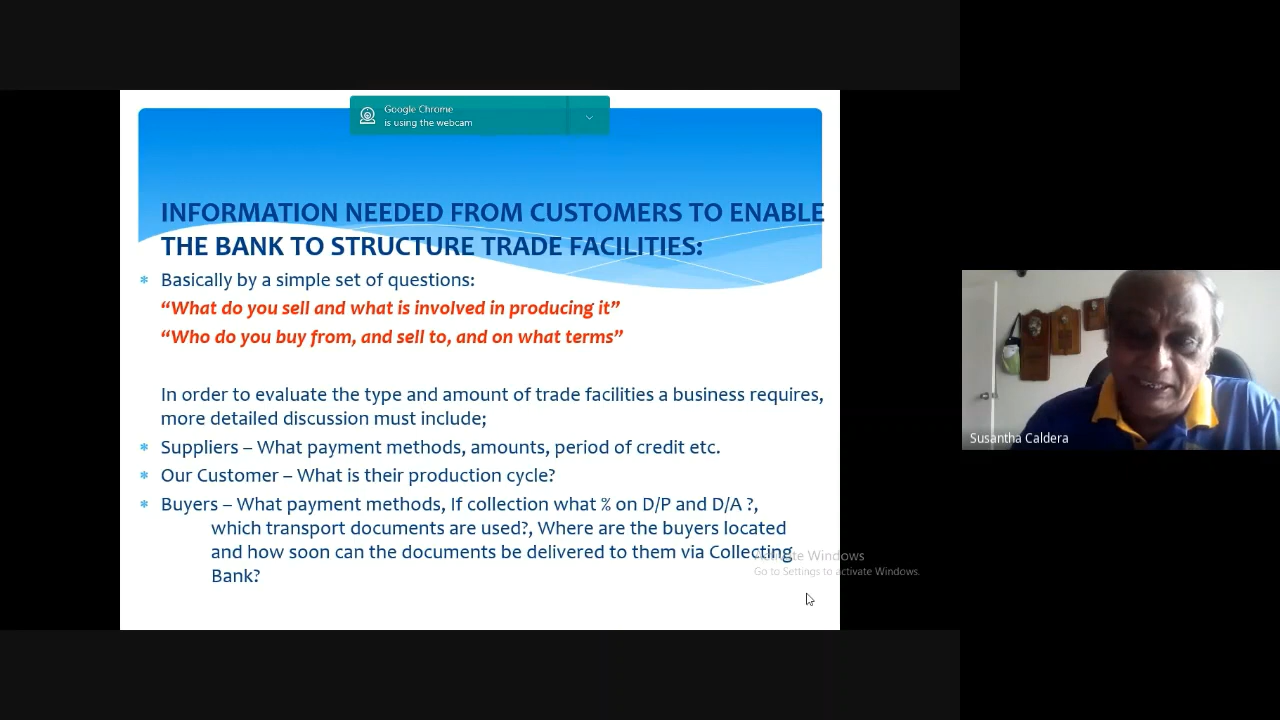 Google Chrome
is using the webcam
INFORMATION NEEDED FROM CUSTOMERS TO ENABLE
THE BANK TO STRUCTURE TRADE FACILITIES:
* Basically by a simple set of questions:
“What do you sell and what is involved in producing it”
“Who do you buy from, and sell to, and on what terms”
In order to evaluate the type and amount of trade facilities a business requires,
more detailed discussion must include;
* Suppliers – What payment methods, amounts, period of credit etc.
* Our Customer – What is their production cycle?
* Buyers – What payment methods, If collection what % on D/P and D/A ?,
which transport documents are used?, Where are the buyers located
and how soon can the documents be delivered to them via Collecting
Bank?
Activate Windows
Go to Settings to activate Windows.
Susantha Caldera